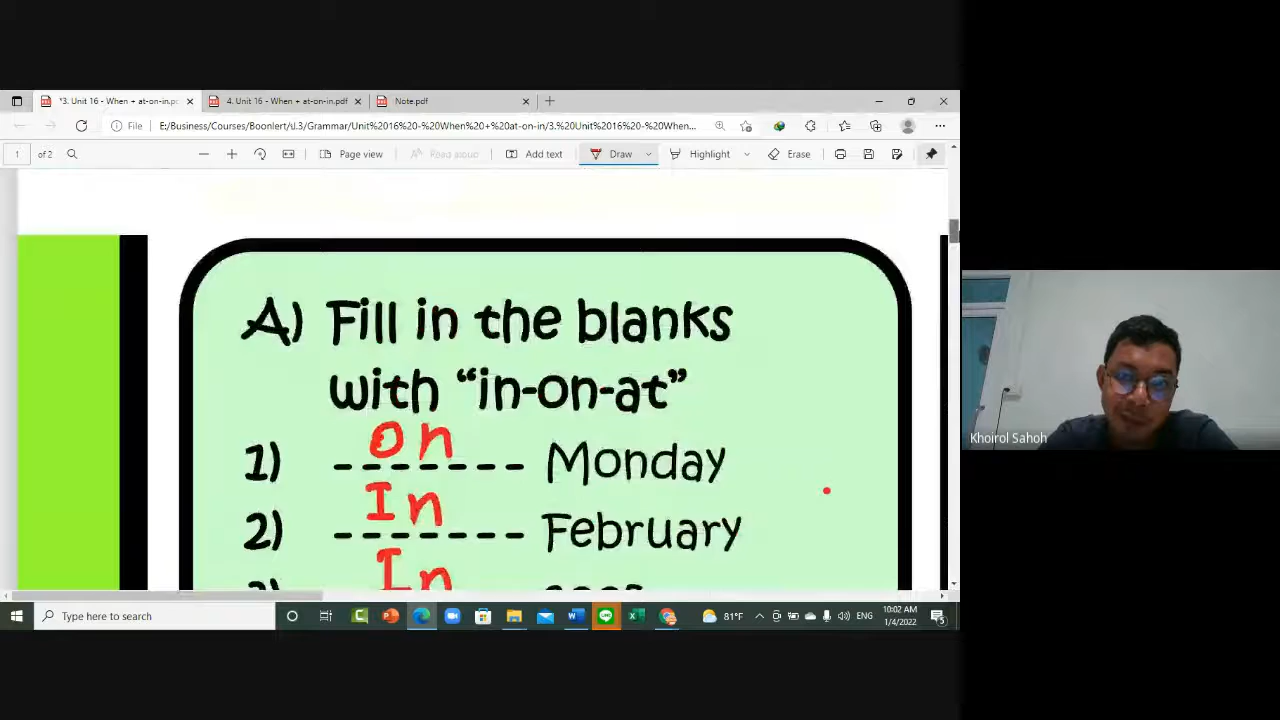 *3. Unit 16 - When + at-on-in.pc
4. Unit 16 - When + at-on-in.pdf
Note.pdf
File
E:/Business/Courses/Boonlert/ป.3/Grammar/Unit%2016%20-%20When%20+%20at-on-in/3.%20Unit%2016%20-%20When...
1 of 2
Page view
Read aloud
Add text
Draw
Highlight
Erase
A) Fill in the blanks
with “in-on-at”
on
1) ------- Monday
In
2) ------- February
In
Khoirol Sahoh
Type here to search
81°F
ENG
10:02 AM
1/4/2022
5